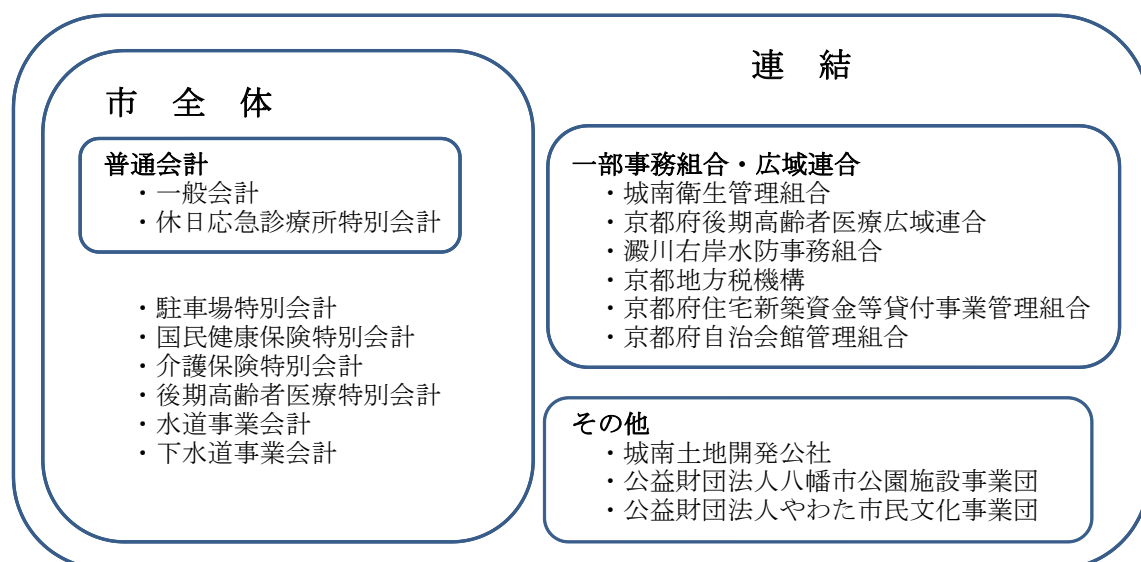 連 結
市 全 体
普通会計
・一般会計
・休日応急診療所特別会計
・駐車場特別会計
・国民健康保険特別会計
・介護保険特別会計
・後期高齢者医療特別会計
・水道事業会計
・下水道事業会計
一部事務組合・広域連合
・城南衛生管理組合
・京都府後期高齢者医療広域連合
・澱川右岸水防事務組合
・京都地方税機構
・京都府住宅新築資金等貸付事業管理組合
・京都府自治会館管理組合
その他
・城南土地開発公社
・公益財団法人八幡市公園施設事業団
・公益財団法人やわた市民文化事業団